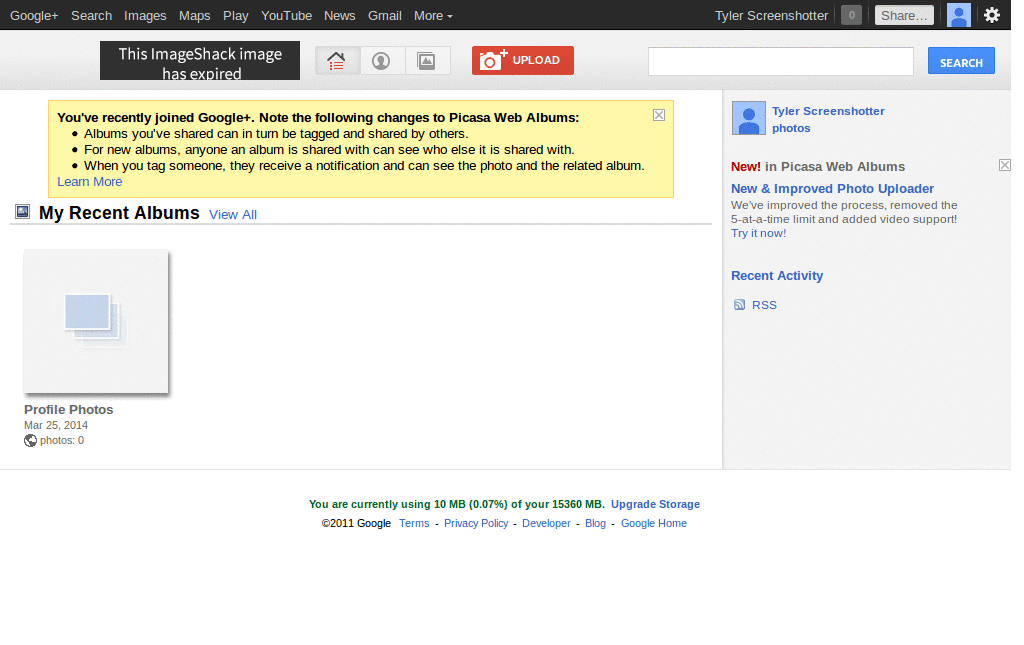 Google+ Search Images Maps Play YouTube News Gmail More Tyler Screenshotter 0 Share…
This ImageShack image
has expired
UPLOAD
SEARCH
You've recently joined Google+. Note the following changes to Picasa Web Albums:
Albums you've shared can in turn be tagged and shared by others.
For new albums, anyone an album is shared with can see who else it is shared with.
When you tag someone, they receive a notification and can see the photo and the related album.
Learn More
My Recent Albums View All
Profile Photos
Mar 25, 2014
photos: 0
Tyler Screenshotter
photos
New! in Picasa Web Albums
New & Improved Photo Uploader
We've improved the process, removed the
5-at-a-time limit and added video support!
Try it now!
Recent Activity
RSS
You are currently using 10 MB (0.07%) of your 15360 MB. Upgrade Storage
©2011 Google Terms - Privacy Policy - Developer - Blog - Google Home